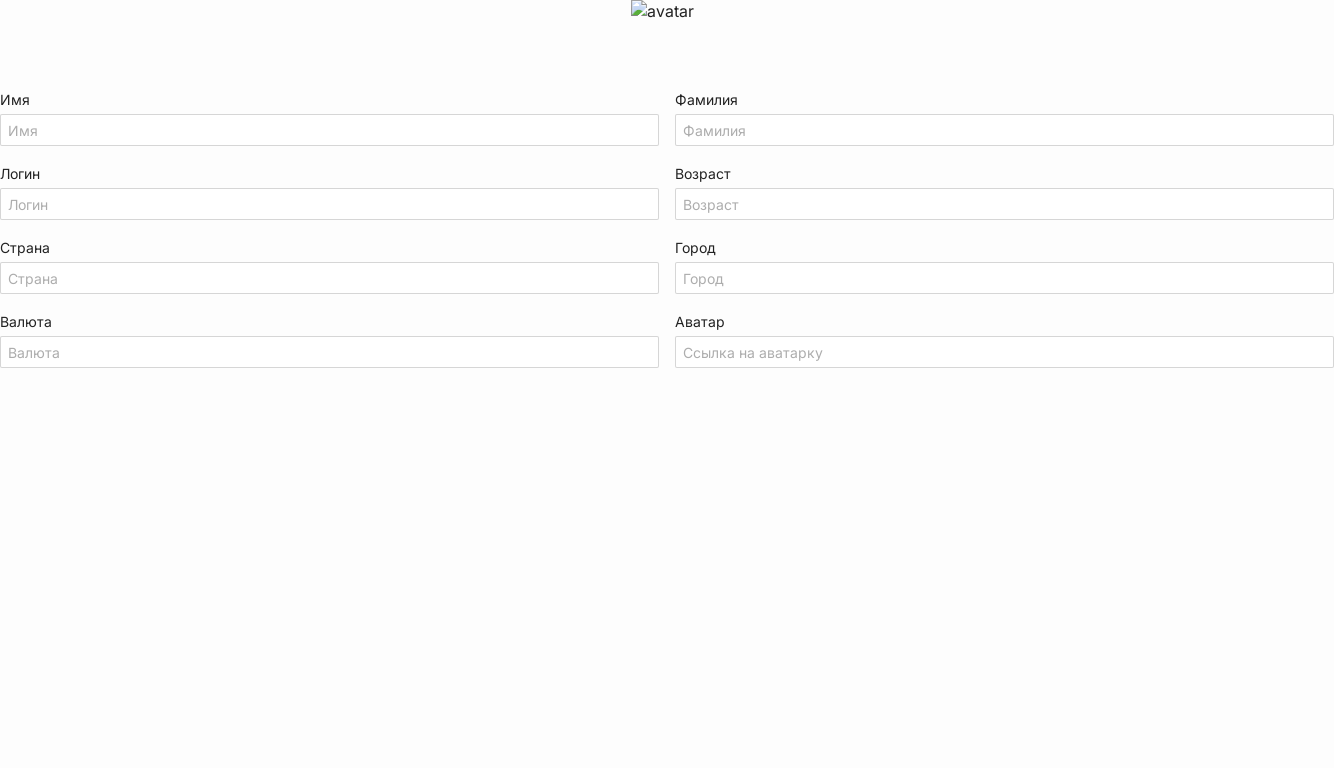 avatar
Имя
Фамилия
Имя
Фамилия
Логин
Возраст
Логин
Возраст
Страна
Город
Страна
Город
Валюта
Аватар
Валюта
Ссылка на аватарку